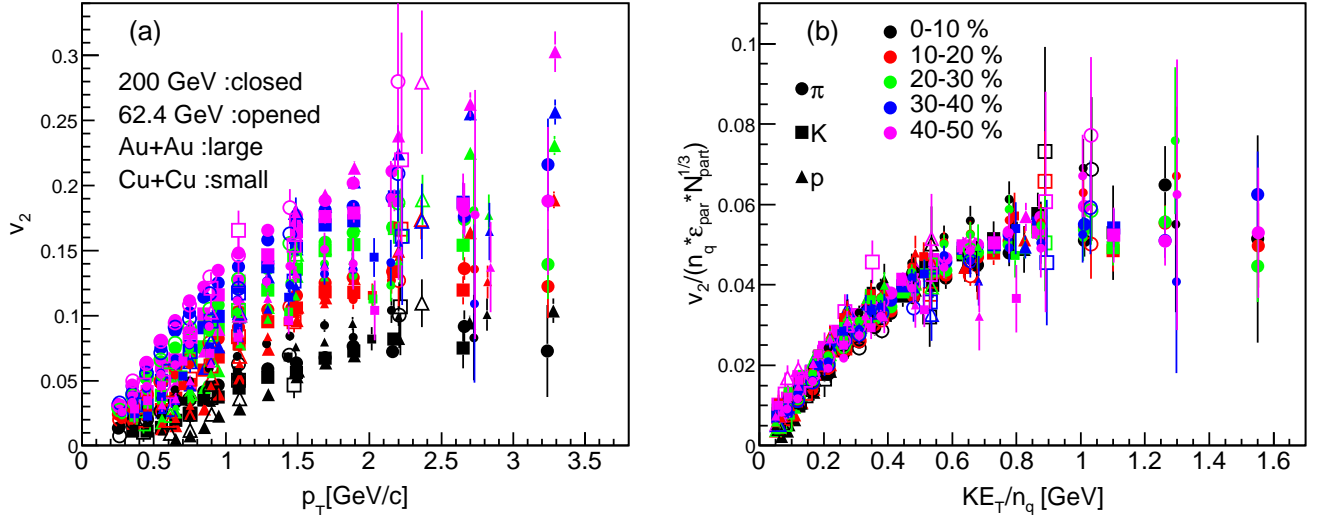 (a)
200 GeV :closed
62.4 GeV :opened
Au+Au :large
Cu+Cu :small
v2
0.3
0.25
0.2
0.15
0.1
0.05
0
0 0.5 1 1.5 2 2.5 3 3.5
pT[GeV/c]
(b)
0-10 %
10-20 %
20-30 %
30-40 %
40-50 %
π
K
p
v2/(nq* εpar* N1/3part)
0.1
0.08
0.06
0.04
0.02
0
0 0.2 0.4 0.6 0.8 1 1.2 1.4 1.6
KET/nq [GeV]